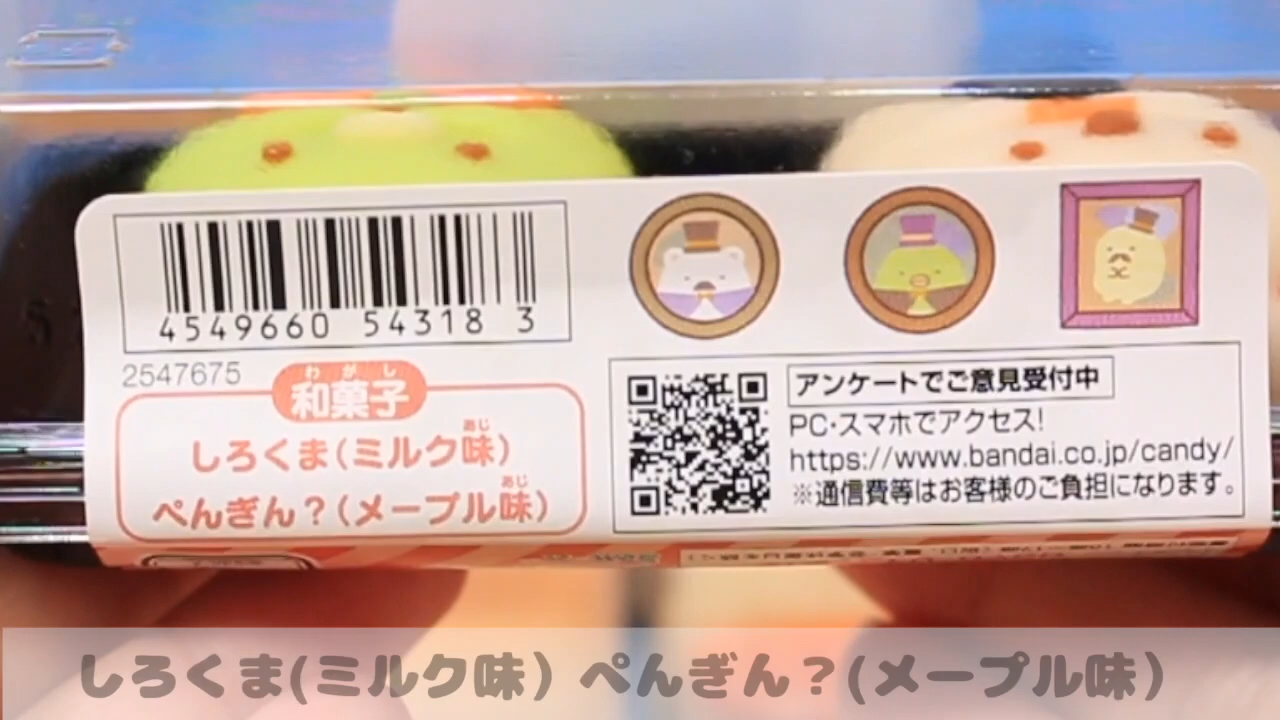 4549660 54318 3
2547675
わがし
和菓子
あじ
しろくま(ミルク味)
あじ
ぺんぎん？(メープル味)
アンケートでご意見受付中
PC・スマホでアクセス!
https://www.bandai.co.jp/candy/
※通信費等はお客様のご負担になります。
しろくま(ミルク味) ぺんぎん？(メープル味)